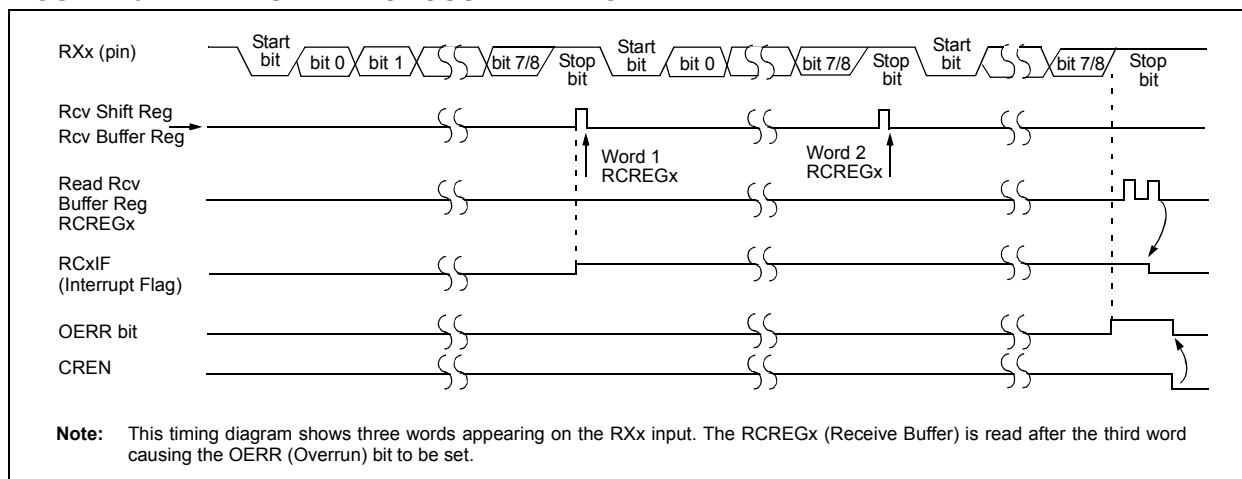 RXx (pin)
Start
bit
bit 0
bit 1
bit 7/8
Stop
bit
Start
bit
bit 0
bit 7/8
Stop
bit
Start
bit
bit 7/8
Stop
bit
Rcv Shift Reg
Rcv Buffer Reg
Word 1
RCREGx
Word 2
RCREGx
Read Rcv
Buffer Reg
RCREGx
RCxIF
(Interrupt Flag)
OERR bit
CREN
Note: This timing diagram shows three words appearing on the RXx input. The RCREGx (Receive Buffer) is read after the third word
causing the OERR (Overrun) bit to be set.